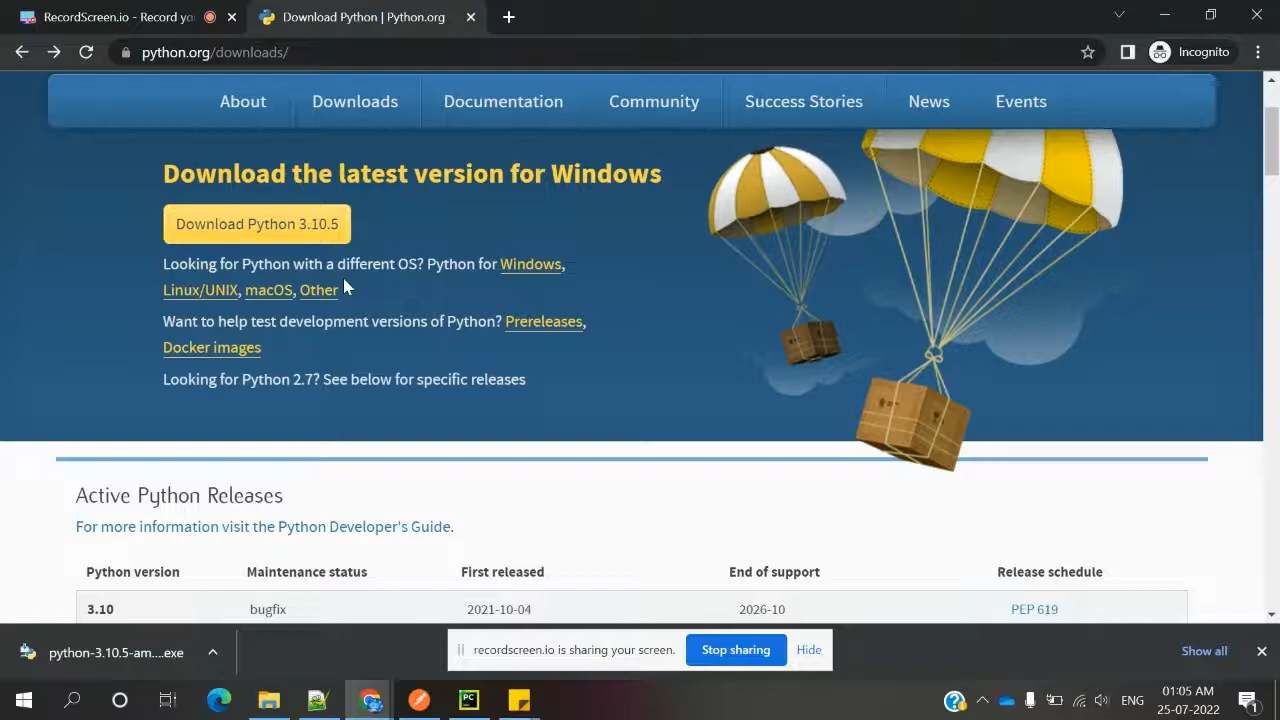 RecordScreen.io - Record yo
Download Python | Python.org
python.org/downloads/
Incognito
About
Downloads
Documentation
Community
Success Stories
News
Events
Download the latest version for Windows
Download Python 3.10.5
Looking for Python with a different OS? Python for Windows,
Linux/UNIX, macOS, Other
Want to help test development versions of Python? Prereleases,
Docker images
Looking for Python 2.7? See below for specific releases
Active Python Releases
For more information visit the Python Developer's Guide.
Python version
Maintenance status
First released
End of support
Release schedule
3.10
bugfix
2021-10-04
2026-10
PEP 619
python-3.10.5-am....exe
recordscreen.io is sharing your screen.
Stop sharing
Hide
Show all
PC
ENG
01:05 AM
25-07-2022
1